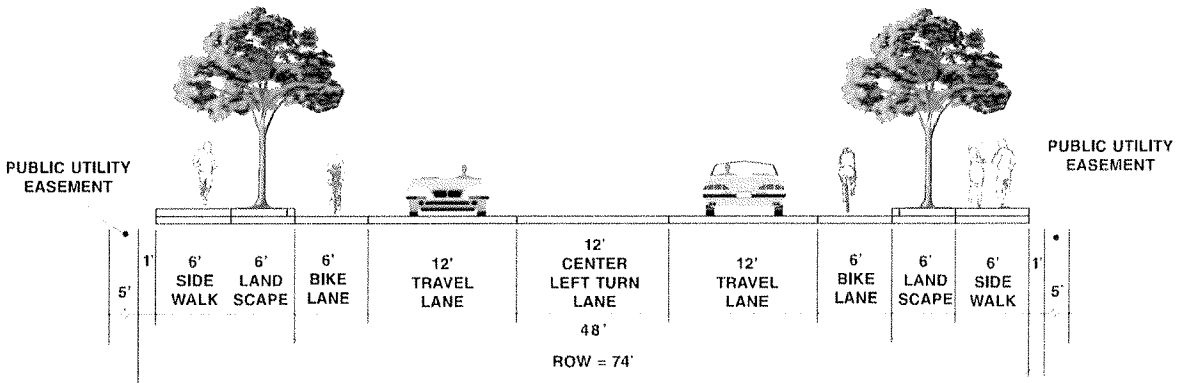 PUBLIC UTILITY
EASEMENT
PUBLIC UTILITY
EASEMENT
5'
1'
6'
SIDE
WALK
6'
LAND
SCAPE
6'
BIKE
LANE
12'
TRAVEL
LANE
12'
CENTER
LEFT TURN
LANE
12'
TRAVEL
LANE
6'
BIKE
LANE
6'
LAND
SCAPE
6'
SIDE
WALK
1'
5'
48'
ROW = 74'